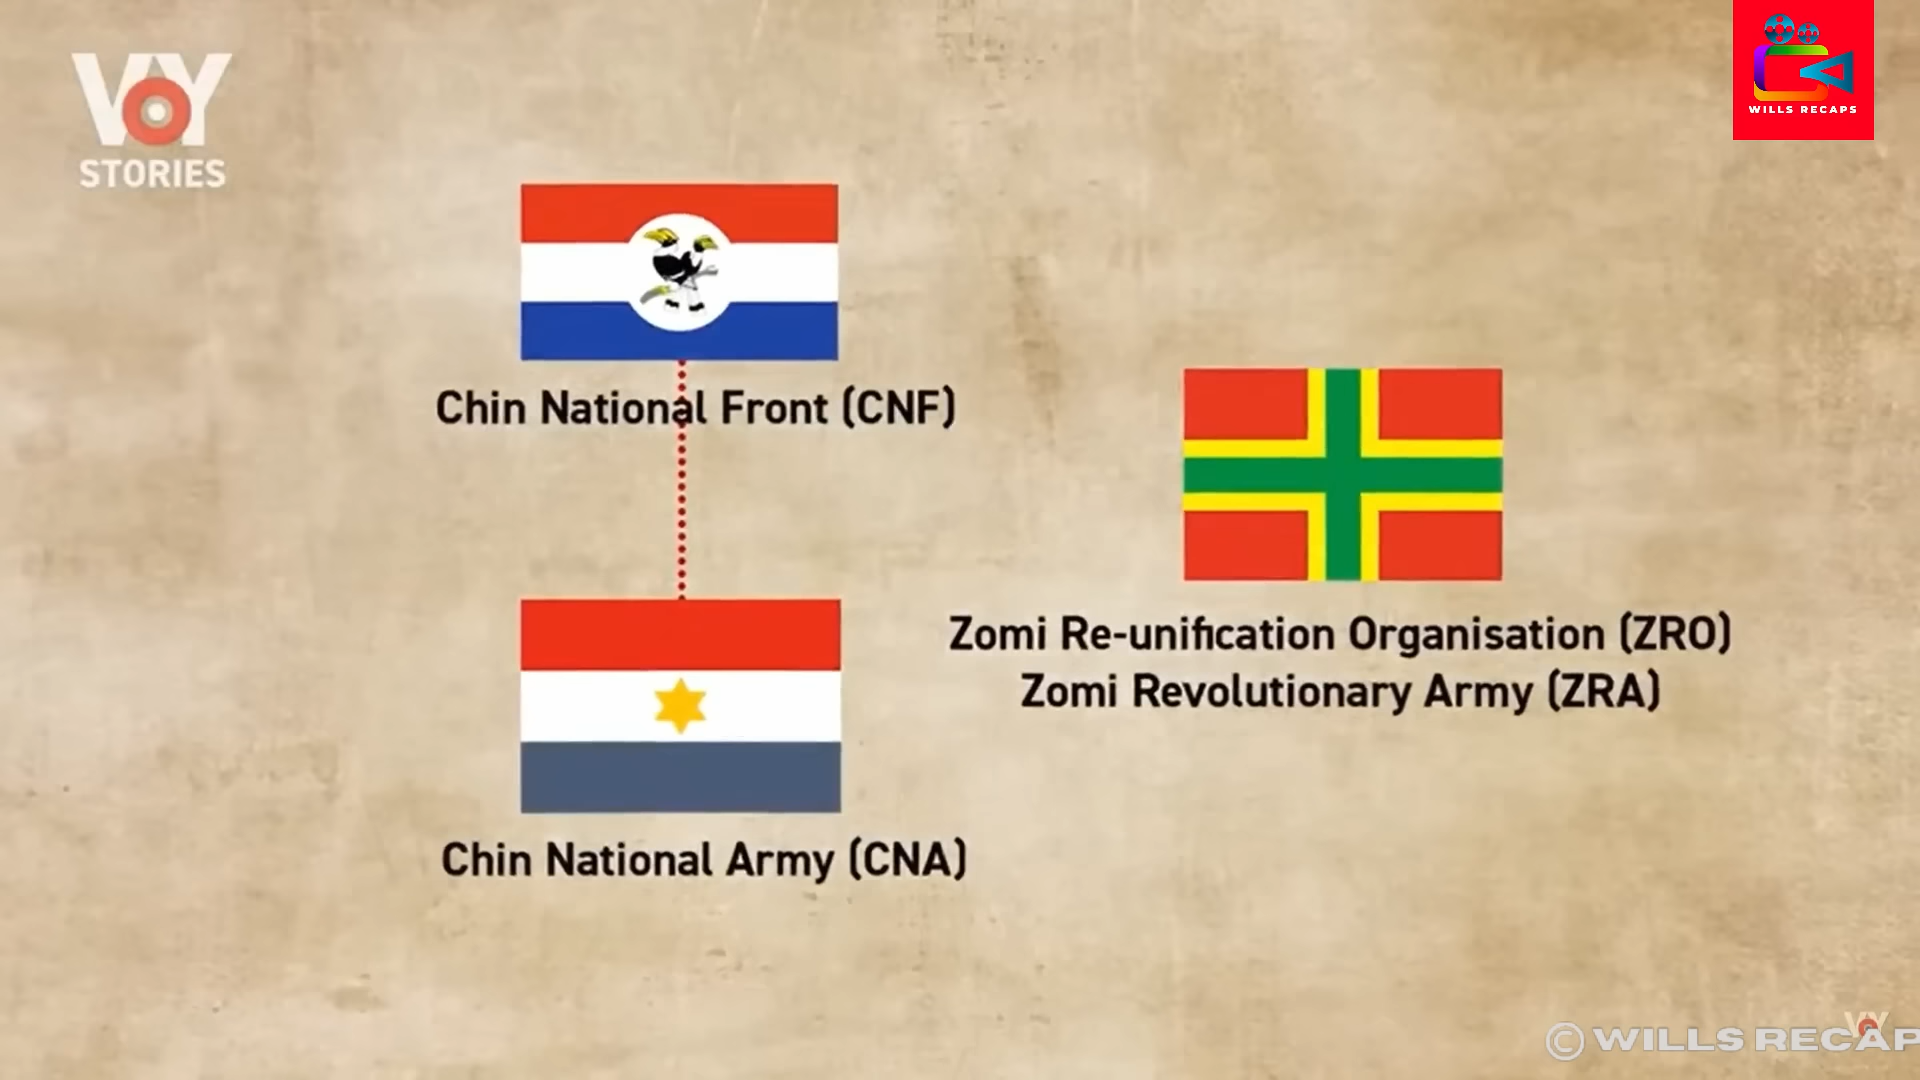 VOY
STORIES
WILLS RECAPS
Chin National Front (CNF)
Zomi Re-unification Organisation (ZRO)
Zomi Revolutionary Army (ZRA)
Chin National Army (CNA)
VOY
© WILLS RECAP